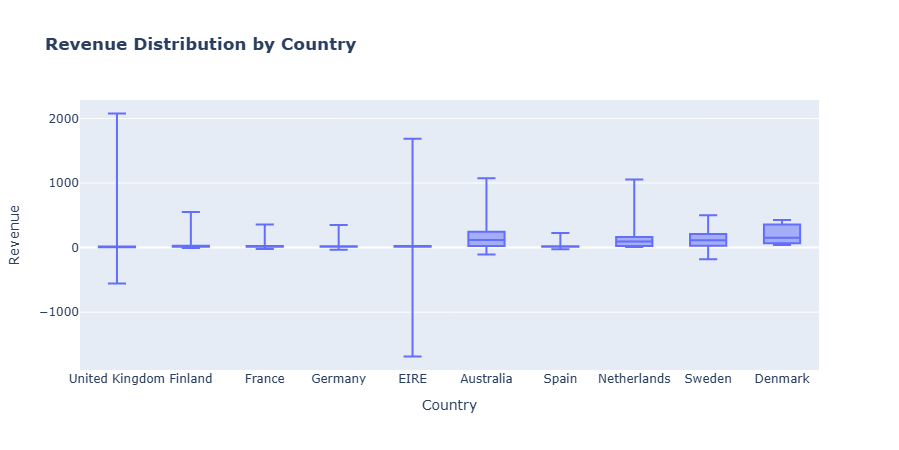 Revenue Distribution by Country
Revenue
2000
1000
0
−1000
United Kingdom Finland France Germany EIRE Australia Spain Netherlands Sweden Denmark
Country